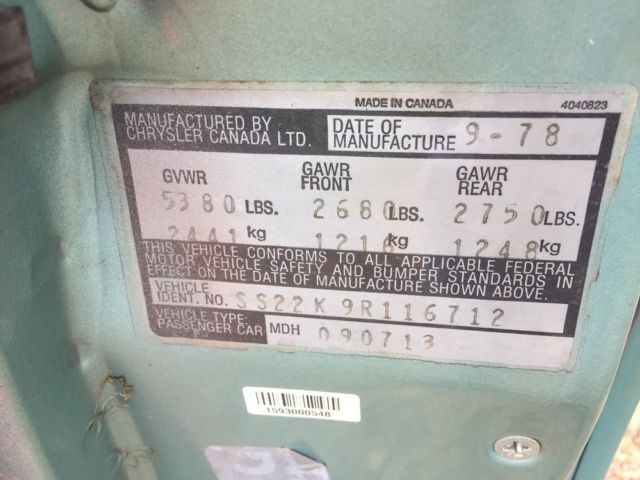 MADE IN CANADA 4040823
MANUFACTURED BY
CHRYSLER CANADA LTD.
DATE OF
MANUFACTURE 9-78
GVWR
5380 LBS.
2441 kg
GAWR
FRONT
2680 LBS.
1216 kg
GAWR
REAR
2750 LBS.
1248 kg
THIS VEHICLE CONFORMS TO ALL APPLICABLE FEDERAL
MOTOR VEHICLE SAFETY AND BUMPER STANDARDS IN
EFFECT ON THE DATE OF MANUFACTURE SHOWN ABOVE.
VEHICLE
IDENT. NO. SS22K9R116712
VEHICLE TYPE:
PASSENGER CAR
MDH 090713
1593000548